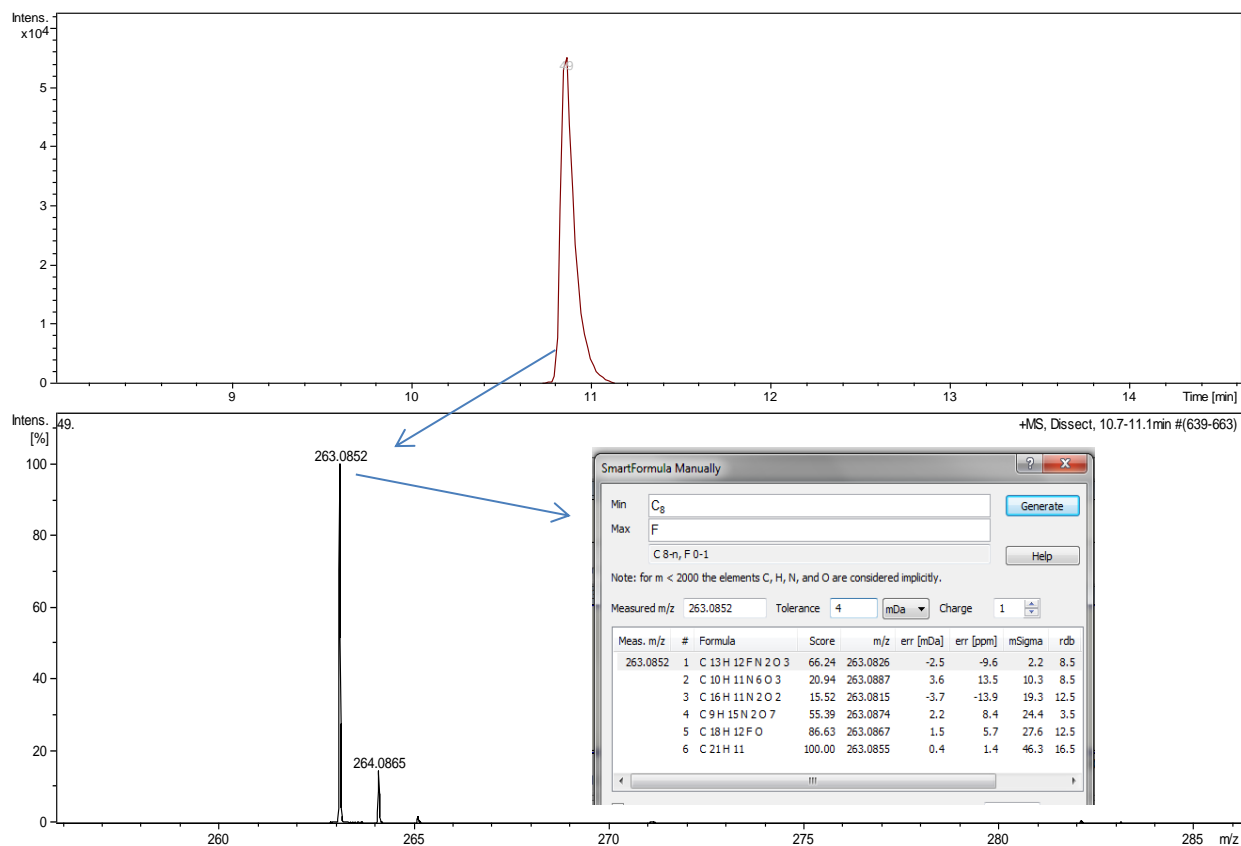 Intens.
x10⁴
5
4
3
2
1
0
9 10 11 12 13 14 Time [min]
Intens.
[%]
49.
+MS, Dissect, 10.7-11.1min #(639-663)
100
80
60
40
20
0
263.0852
264.0865
260 265 270 275 280 285 m/z
SmartFormula Manually
Min C₈ Generate
Max F
C 8-n, F 0-1 Help
Note: for m < 2000 the elements C, H, N, and O are considered implicitly.
Measured m/z 263.0852 Tolerance 4 mDa Charge 1
Meas. m/z # Formula Score m/z err [mDa] err [ppm] mSigma rdb
263.0852 1 C 13 H 12 F N 2 O 3 66.24 263.0826 -2.5 -9.6 2.2 8.5
2 C 10 H 11 N 6 O 3 20.94 263.0887 3.6 13.5 10.3 8.5
3 C 16 H 11 N 2 O 2 15.52 263.0815 -3.7 -13.9 19.3 12.5
4 C 9 H 15 N 2 O 7 55.39 263.0874 2.2 8.4 24.4 3.5
5 C 18 H 12 F O 86.63 263.0867 1.5 5.7 27.6 12.5
6 C 21 H 11 100.00 263.0855 0.4 1.4 46.3 16.5